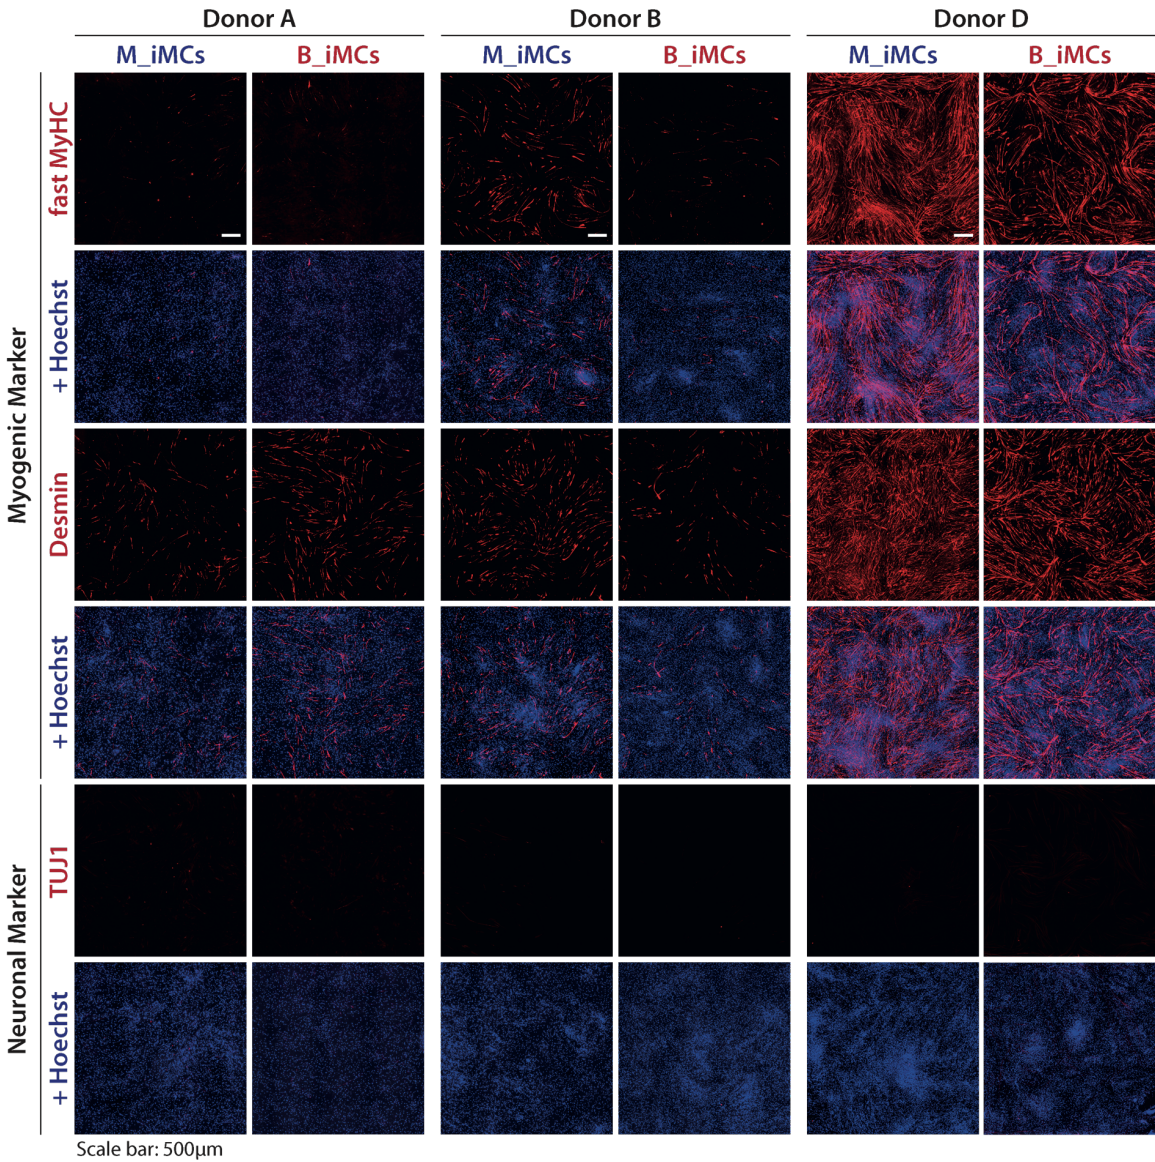 Donor A
Donor B
Donor D
M_iMCs
B_iMCs
M_iMCs
B_iMCs
M_iMCs
B_iMCs
Myogenic Marker
fast MyHC
+ Hoechst
Desmin
+ Hoechst
Neuronal Marker
TUJ1
+ Hoechst
Scale bar: 500µm